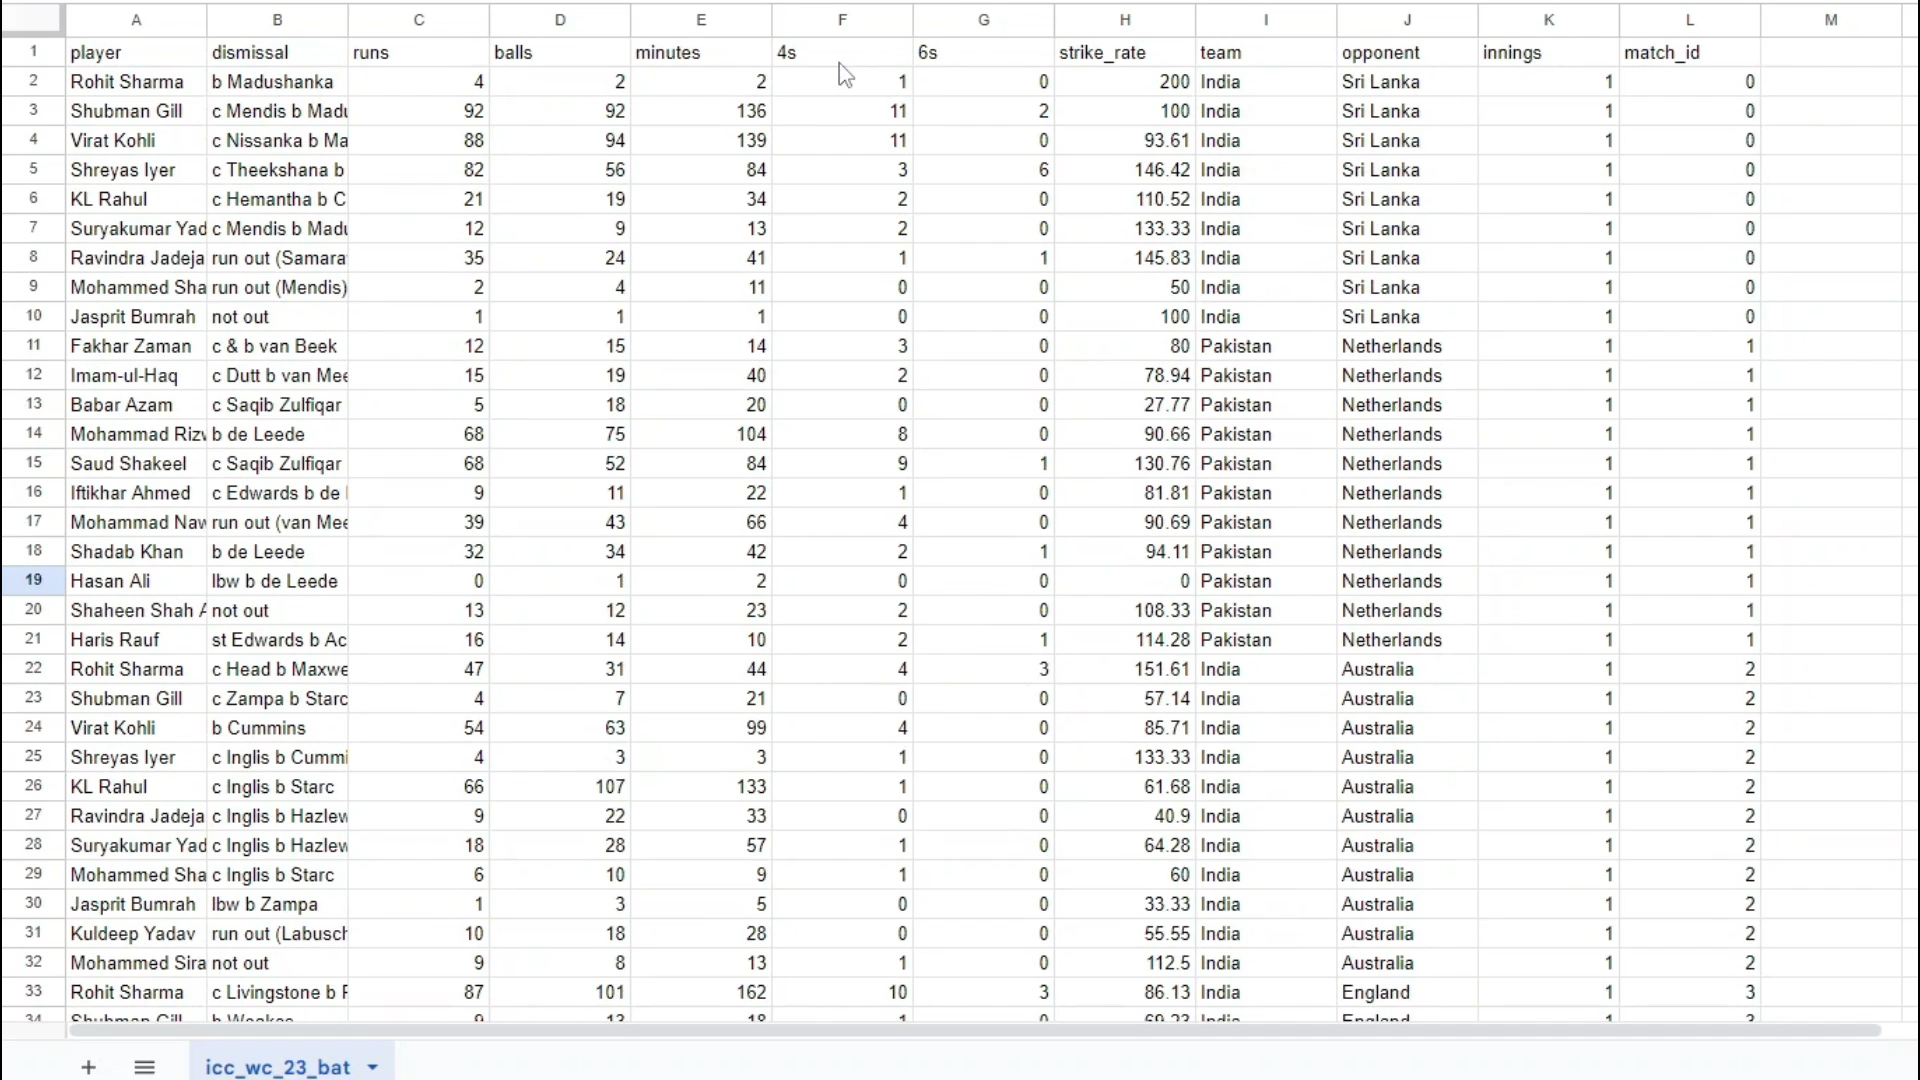 A B C D E F G H I J K L M
1 player dismissal runs balls minutes 4s 6s strike_rate team opponent innings match_id
2 Rohit Sharma b Madushanka 4 2 2 1 0 200 India Sri Lanka 1 0
3 Shubman Gill c Mendis b Madu 92 92 136 11 2 100 India Sri Lanka 1 0
4 Virat Kohli c Nissanka b Ma 88 94 139 11 0 93.61 India Sri Lanka 1 0
5 Shreyas Iyer c Theekshana b 82 56 84 3 6 146.42 India Sri Lanka 1 0
6 KL Rahul c Hemantha b C 21 19 34 2 0 110.52 India Sri Lanka 1 0
7 Suryakumar Yad c Mendis b Madu 12 9 13 2 0 133.33 India Sri Lanka 1 0
8 Ravindra Jadeja run out (Samara 35 24 41 1 1 145.83 India Sri Lanka 1 0
9 Mohammed Sha run out (Mendis) 2 4 11 0 0 50 India Sri Lanka 1 0
10 Jasprit Bumrah not out 1 1 1 0 0 100 India Sri Lanka 1 0
11 Fakhar Zaman c & b van Beek 12 15 14 3 0 80 Pakistan Netherlands 1 1
12 Imam-ul-Haq c Dutt b van Mee 15 19 40 2 0 78.94 Pakistan Netherlands 1 1
13 Babar Azam c Saqib Zulfiqar 5 18 20 0 0 27.77 Pakistan Netherlands 1 1
14 Mohammad Rizv b de Leede 68 75 104 8 0 90.66 Pakistan Netherlands 1 1
15 Saud Shakeel c Saqib Zulfiqar 68 52 84 9 1 130.76 Pakistan Netherlands 1 1
16 Iftikhar Ahmed c Edwards b de 9 11 22 1 0 81.81 Pakistan Netherlands 1 1
17 Mohammad Naw run out (van Mee 39 43 66 4 0 90.69 Pakistan Netherlands 1 1
18 Shadab Khan b de Leede 32 34 42 2 1 94.11 Pakistan Netherlands 1 1
19 Hasan Ali lbw b de Leede 0 1 2 0 0 0 Pakistan Netherlands 1 1
20 Shaheen Shah A not out 13 12 23 2 0 108.33 Pakistan Netherlands 1 1
21 Haris Rauf st Edwards b Ac 16 14 10 2 1 114.28 Pakistan Netherlands 1 1
22 Rohit Sharma c Head b Maxwe 47 31 44 4 3 151.61 India Australia 1 2
23 Shubman Gill c Zampa b Starc 4 7 21 0 0 57.14 India Australia 1 2
24 Virat Kohli b Cummins 54 63 99 4 0 85.71 India Australia 1 2
25 Shreyas Iyer c Inglis b Cummi 4 3 3 1 0 133.33 India Australia 1 2
26 KL Rahul c Inglis b Starc 66 107 133 1 0 61.68 India Australia 1 2
27 Ravindra Jadeja c Inglis b Hazlew 9 22 33 0 0 40.9 India Australia 1 2
28 Suryakumar Yad c Inglis b Hazlew 18 28 57 1 0 64.28 India Australia 1 2
29 Mohammed Sha c Inglis b Starc 6 10 9 1 0 60 India Australia 1 2
30 Jasprit Bumrah lbw b Zampa 1 3 5 0 0 33.33 India Australia 1 2
31 Kuldeep Yadav run out (Labusch 10 18 28 0 0 55.55 India Australia 1 2
32 Mohammed Sira not out 9 8 13 1 0 112.5 India Australia 1 2
33 Rohit Sharma c Livingstone b 87 101 162 10 3 86.13 India England 1 3
34 Shubman Gill b Woakes 9 13 18 1 0 69.23 India England 1 3
icc_wc_23_bat